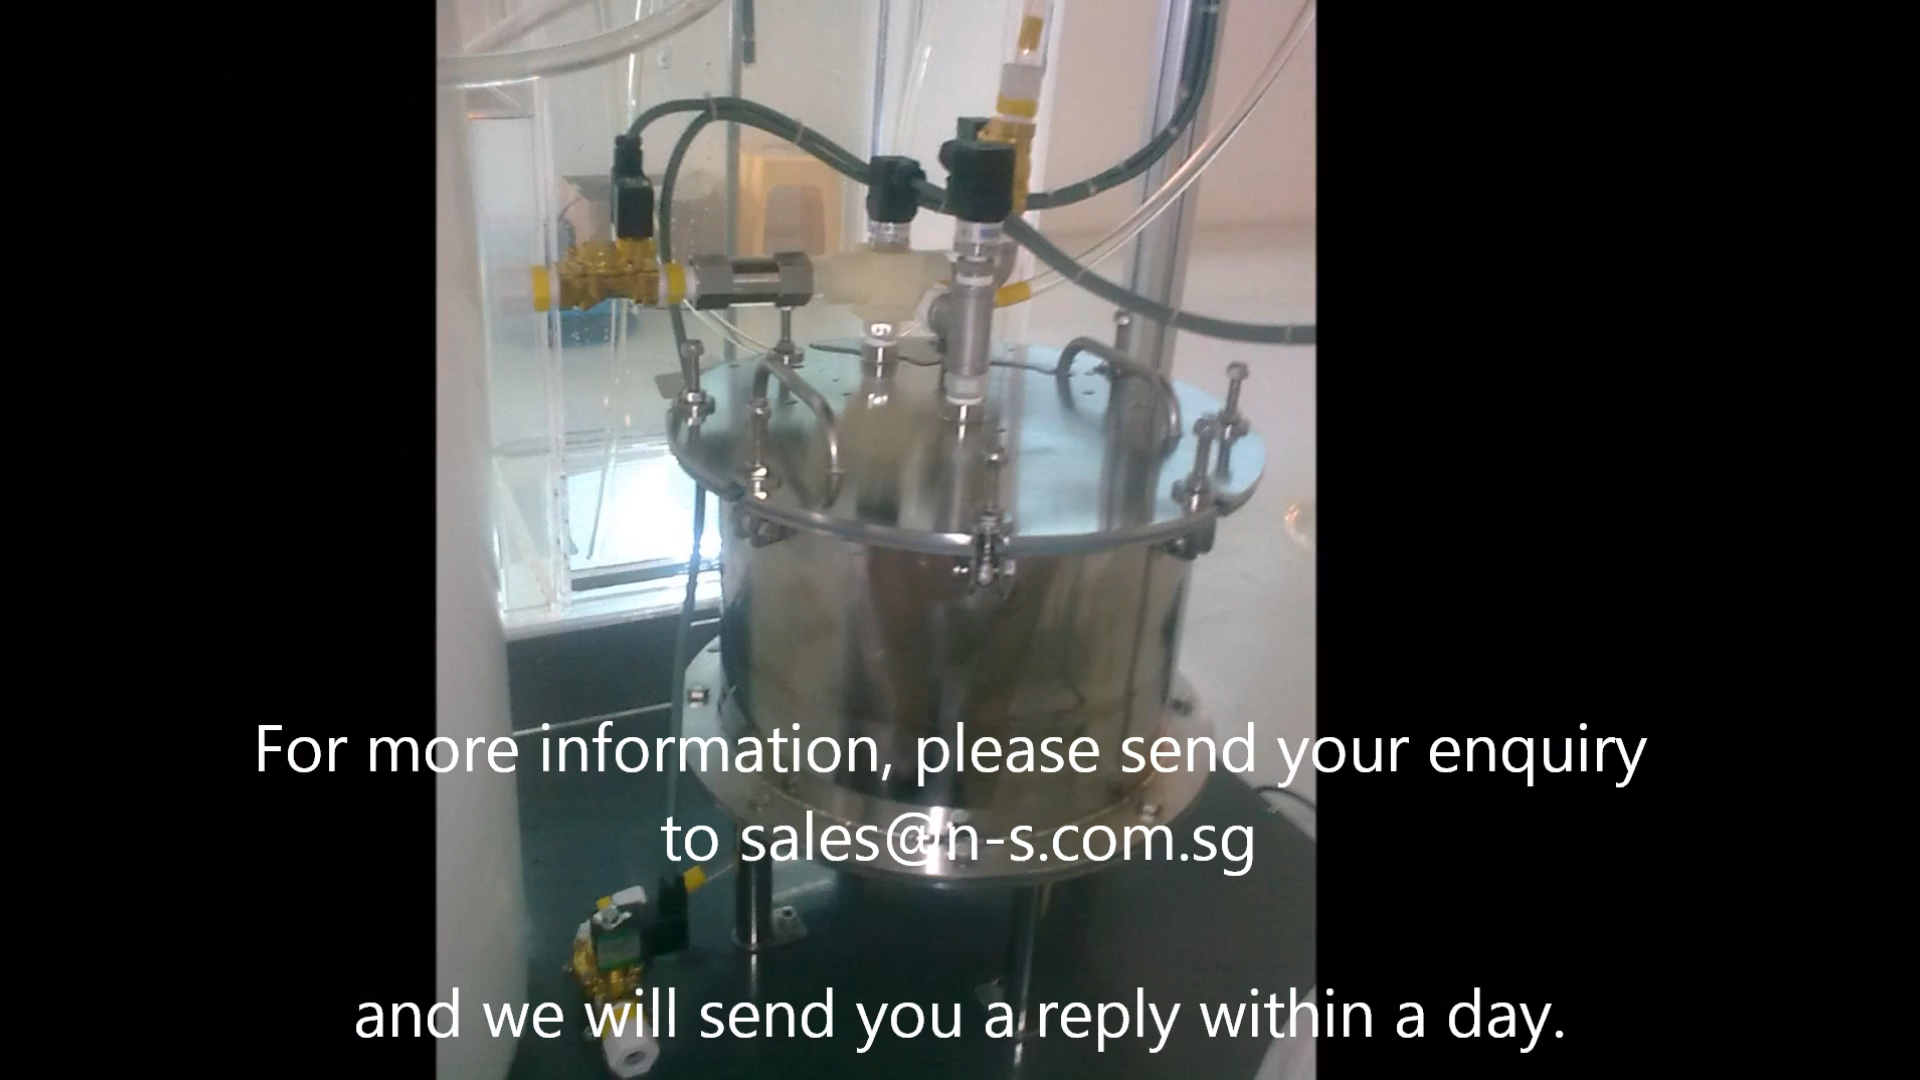 For more information, please send your enquiry
to sales@n-s.com.sg
and we will send you a reply within a day.